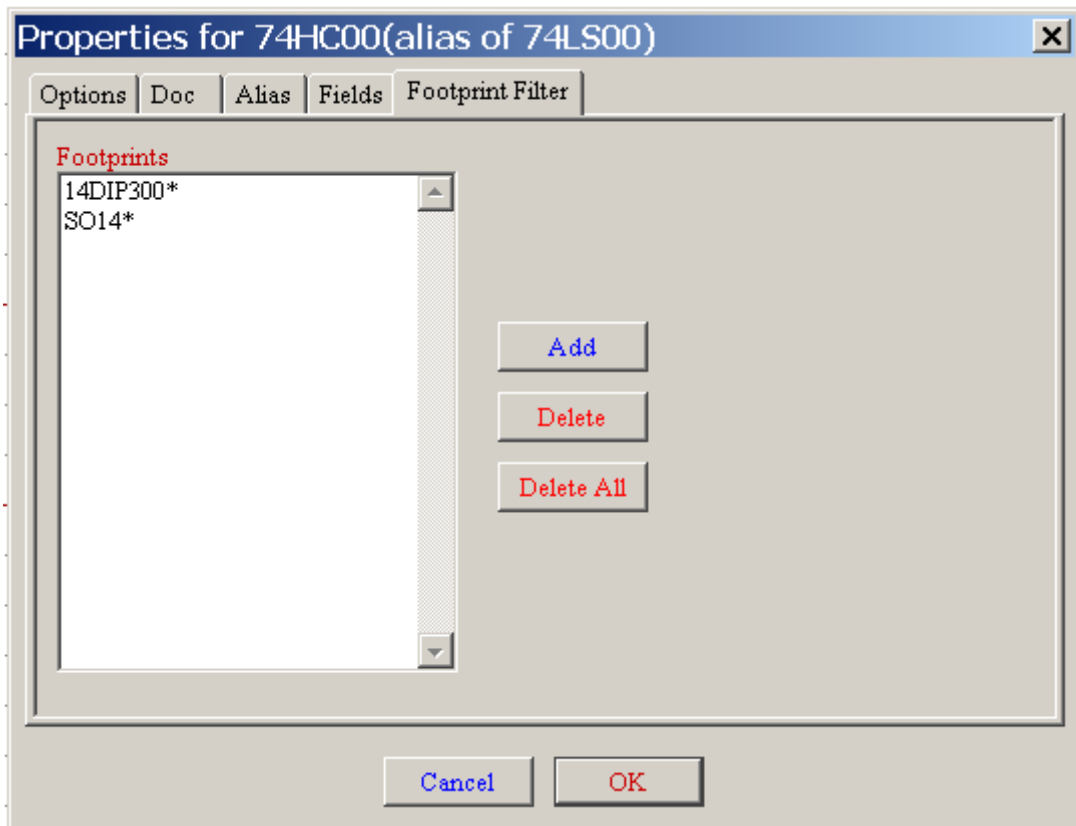 Properties for 74HC00(alias of 74LS00)
Options Doc Alias Fields Footprint Filter
Footprints
14DIP300*
SO14*
Add
Delete
Delete All
Cancel OK